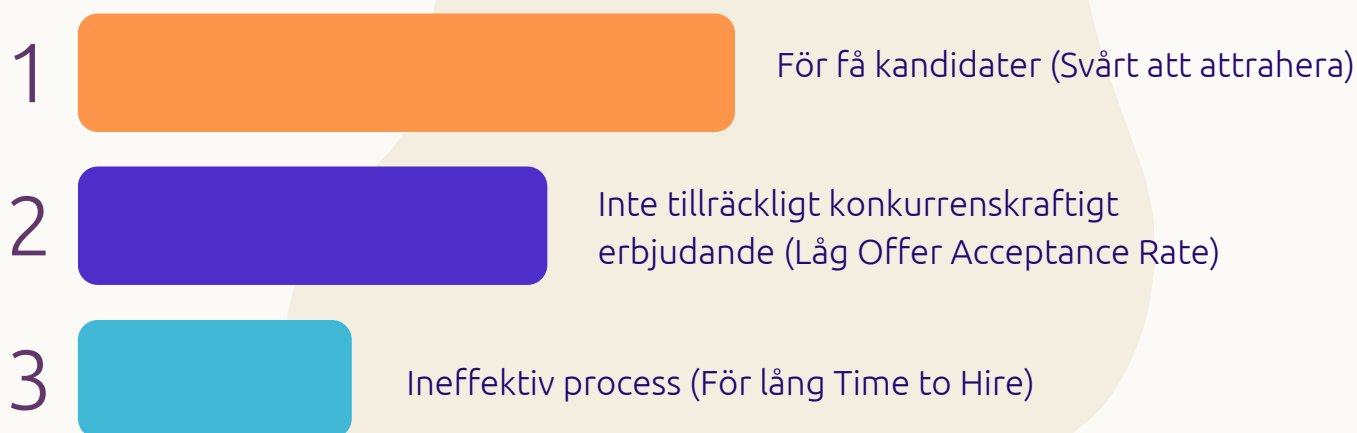 1
För få kandidater (Svårt att attrahera)
2
Inte tillräckligt konkurrenskraftigt
erbjudande (Låg Offer Acceptance Rate)
3
Ineffektiv process (För lång Time to Hire)